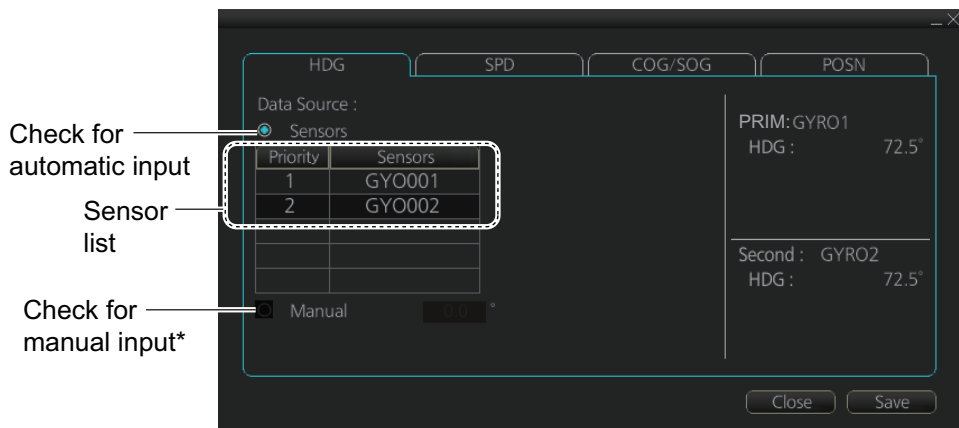 HDG SPD COG/SOG POSN
Data Source :
Sensors
Priority Sensors
1 GYO001
2 GYO002
Manual 0.0 °
PRIM: GYRO1
HDG : 72.5°
Second : GYRO2
HDG : 72.5°
Close Save
Check for
automatic input
Sensor
list
Check for
manual input*